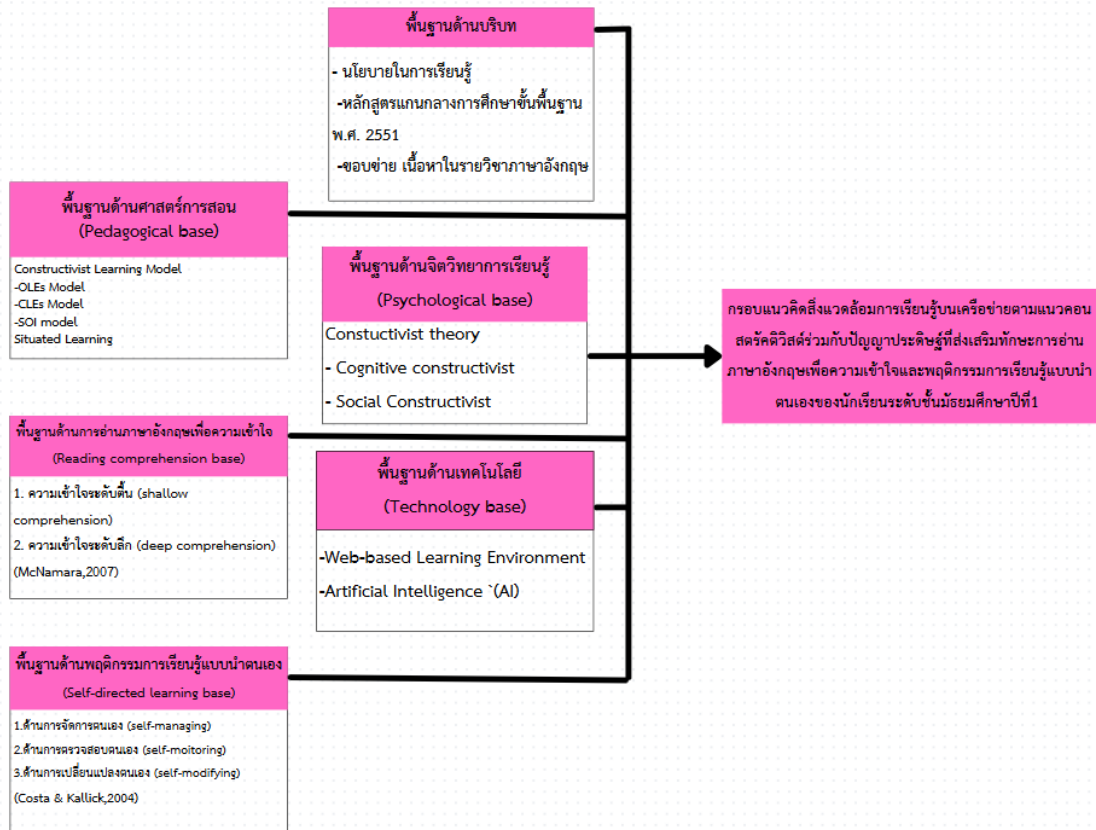 พื้นฐานด้านบริบท
- นโยบายในการเรียนรู้
-หลักสูตรแกนกลางการศึกษาขั้นพื้นฐาน
พ.ศ. 2551
-ขอบข่าย เนื้อหาในรายวิชาภาษาอังกฤษ
พื้นฐานด้านศาสตร์การสอน
(Pedagogical base)
Constructivist Learning Model
-OLEs Model
-CLEs Model
-SOI model
Situated Learning
พื้นฐานด้านจิตวิทยาการเรียนรู้
(Psychological base)
Constuctivist theory
- Cognitive constructivist
- Social Constructivist
กรอบแนวคิดสิ่งแวดล้อมการเรียนรู้บนเครือข่ายตามแนวคอน
สตรัคติวิสต์ร่วมกับปัญญาประดิษฐ์ที่ส่งเสริมทักษะการอ่าน
ภาษาอังกฤษเพื่อความเข้าใจและพฤติกรรมการเรียนรู้แบบนำ
ตนเองของนักเรียนระดับชั้นมัธยมศึกษาปีที่1
พื้นฐานด้านการอ่านภาษาอังกฤษเพื่อความเข้าใจ
(Reading comprehension base)
1. ความเข้าใจระดับตื้น (shallow
comprehension)
2. ความเข้าใจระดับลึก (deep comprehension)
(McNamara,2007)
พื้นฐานด้านเทคโนโลยี
(Technology base)
-Web-based Learning Environment
-Artificial Intelligence `(AI)
พื้นฐานด้านพฤติกรรมการเรียนรู้แบบนำตนเอง
(Self-directed learning base)
1.ด้านการจัดการตนเอง (self-managing)
2.ด้านการตรวจสอบตนเอง (self-moitoring)
3.ด้านการเปลี่ยนแปลงตนเอง (self-modifying)
(Costa & Kallick,2004)